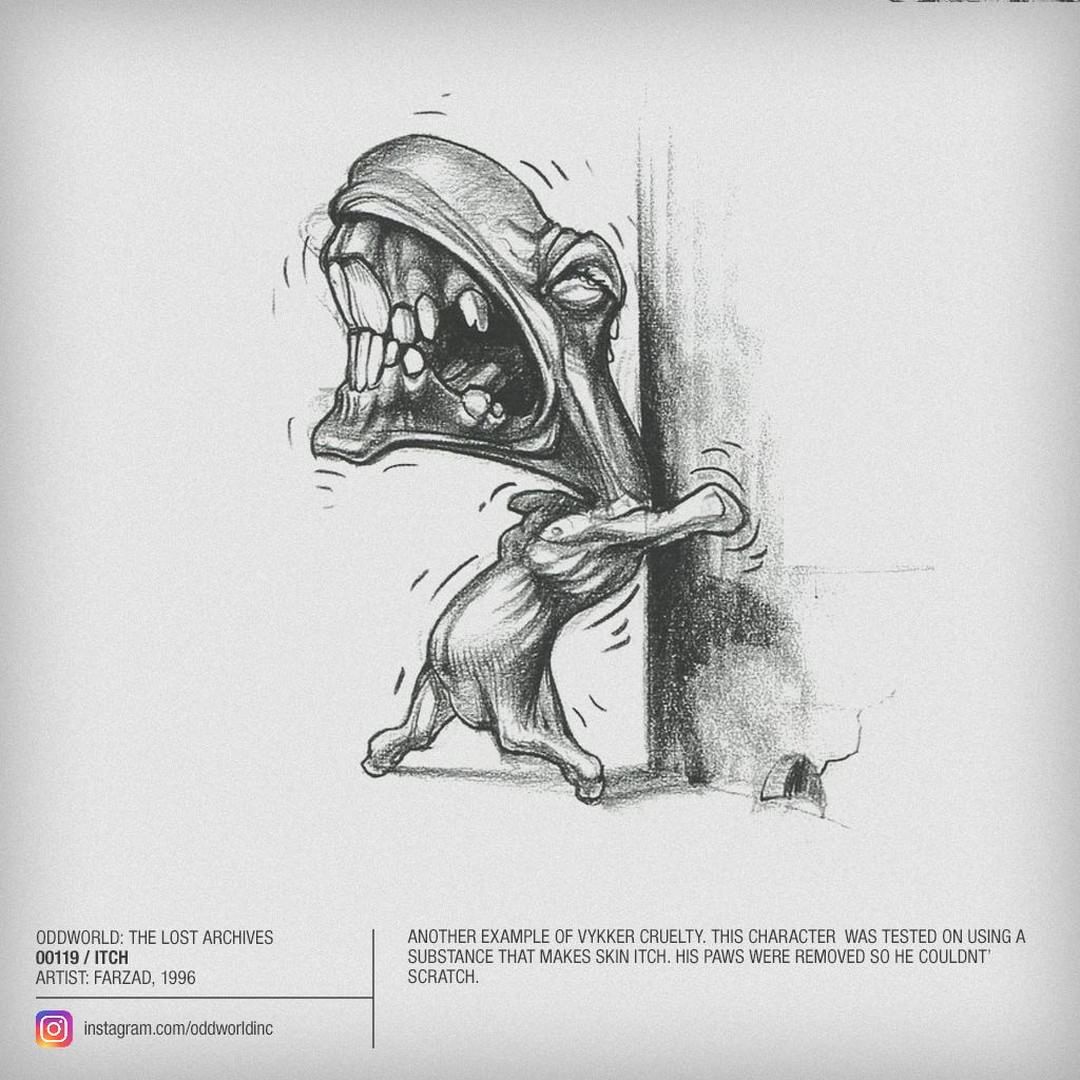 ODDWORLD: THE LOST ARCHIVES
00119 / ITCH
ARTIST: FARZAD, 1996
instagram.com/oddworldinc
ANOTHER EXAMPLE OF VYKKER CRUELTY. THIS CHARACTER  WAS TESTED ON USING A
SUBSTANCE THAT MAKES SKIN ITCH. HIS PAWS WERE REMOVED SO HE COULDNT'
SCRATCH.